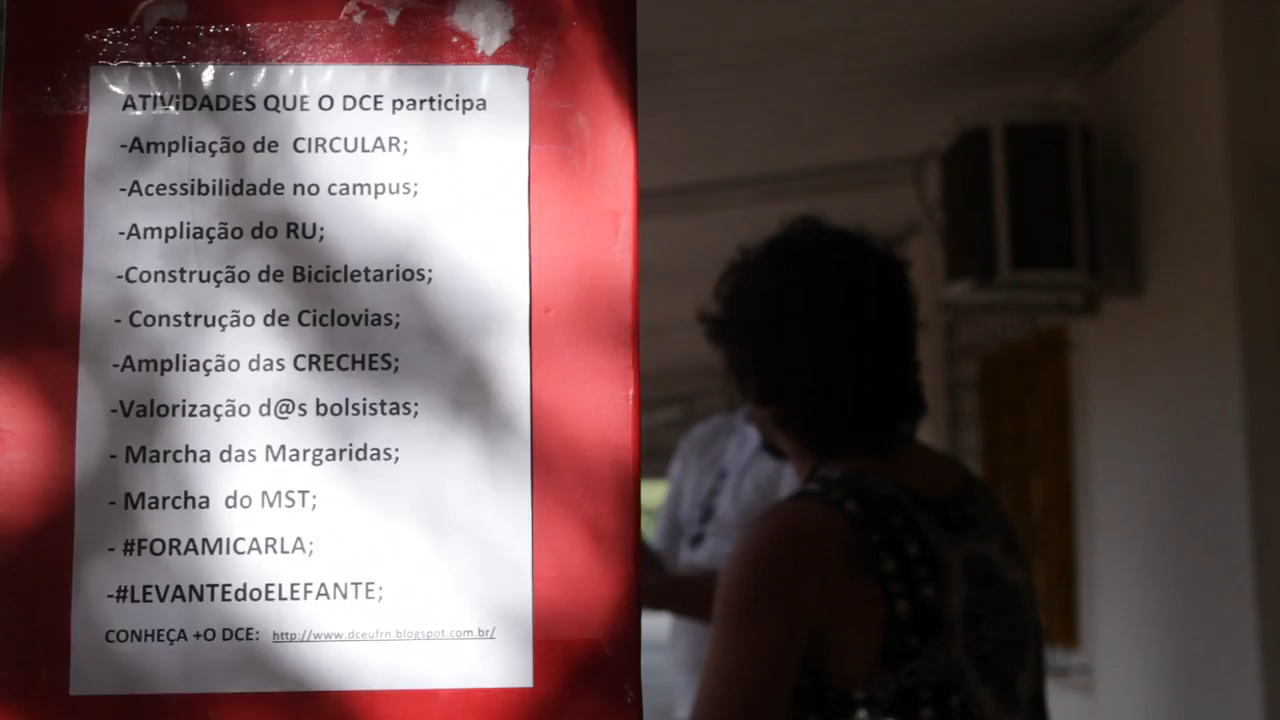 ATIViDADES QUE O DCE participa
-Ampliação de CIRCULAR;
-Acessibilidade no campus;
-Ampliação do RU;
-Construção de Bicicletarios;
- Construção de Ciclovias;
-Ampliação das CRECHES;
-Valorização d@s bolsistas;
- Marcha das Margaridas;
- Marcha do MST;
- #FORAMICARLA;
-#LEVANTEdoELEFANTE;
CONHEÇA +O DCE: http://www.dceufrn.blogspot.com.br/